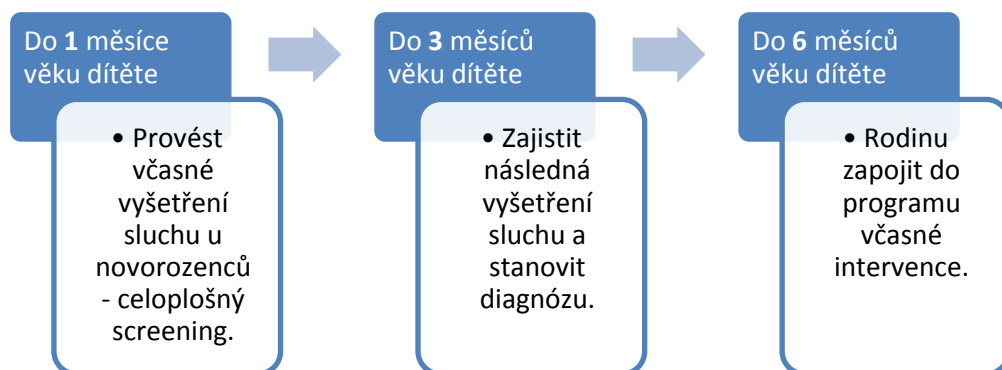 Do 1 měsíce
věku dítěte
• Provést
včasné
vyšetření
sluchu u
novorozenců
- celoplošný
screening.
Do 3 měsíců
věku dítěte
• Zajistit
následná
vyšetření
sluchu a
stanovit
diagnózu.
Do 6 měsíců
věku dítěte
• Rodinu
zapojit do
programu
včasné
intervence.